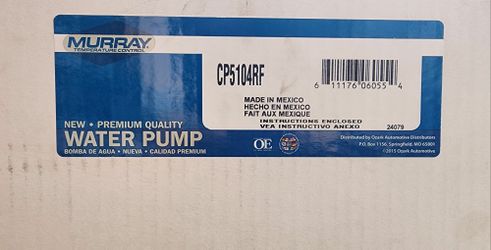 MURRAY.
TEMPERATURE CONTROL
CP5104RF
6 11176 06055 4
MADE IN MEXICO
HECHO EN MEXICO
FAIT AUX MEXIQUE
INSTRUCTIONS ENCLOSED
VEA INSTRUCTIVO ANEXO
24079
NEW • PREMIUM QUALITY
WATER PUMP
BOMBA DE AGUA • NUEVA • CALIDAD PREMIUM
OE
Distributed by Ozark Automotive Distributors
P.O. Box 1156, Springfield, MO 65801
©2015 Ozark Automotive